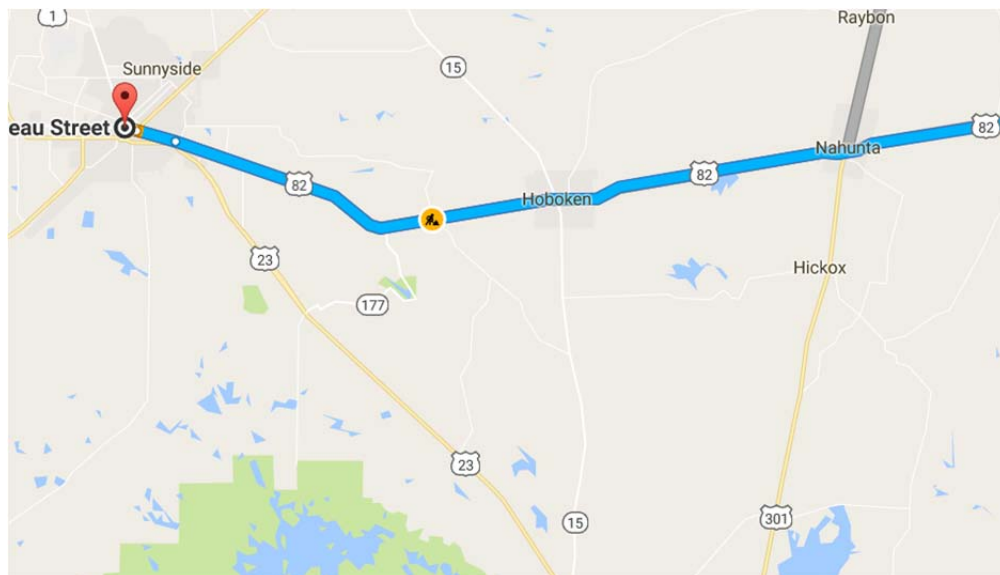 1
Raybon
Sunnyside
15
eau Street
82
Nahunta
82
82
Hoboken
23
Hickox
177
23
15
301